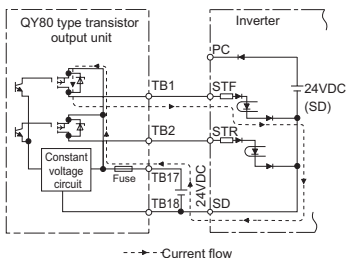 QY80 type transistor
output unit
Inverter
PC
TB1
STF
24VDC
(SD)
TB2
STR
Constant
voltage
circuit
Fuse
TB17
24VDC
TB18
SD
Current flow